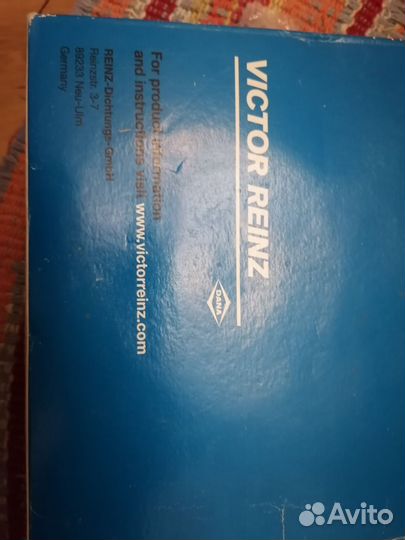 VICTOR REINZ
DANA
For product information
and instructions visit www.victorreinz.com
REINZ-Dichtungs-GmbH
Reinzstr. 3-7
89233 Neu-Ulm
Germany
Avito